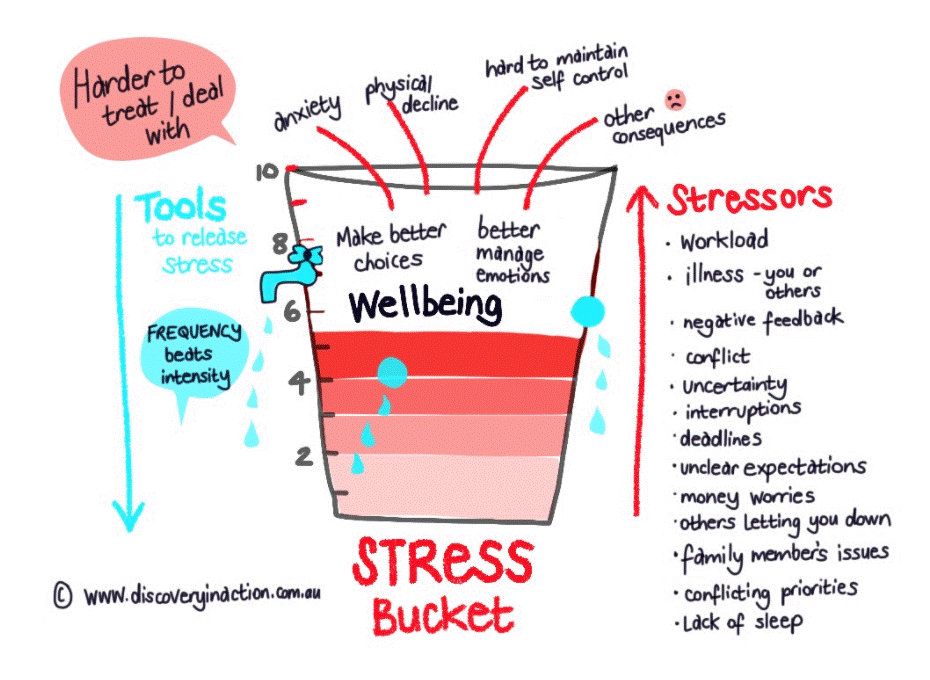 Harder to
treat / deal
with
anxiety
physical
decline
hard to maintain
self control
other
consequences
10
8
6
4
2
Tools
to release
stress
FREQUENCY
beats
intensity
Make better
choices
better
manage
emotions
Wellbeing
Stressors
· Workload
· illness - you or
others
· negative feedback
· conflict
· uncertainty
· interruptions
· deadlines
· unclear expectations
· money worries
· others letting you down
· family member's issues
· conflicting priorities
· Lack of sleep
STRESS
Bucket
© www.discoveryinaction.com.au